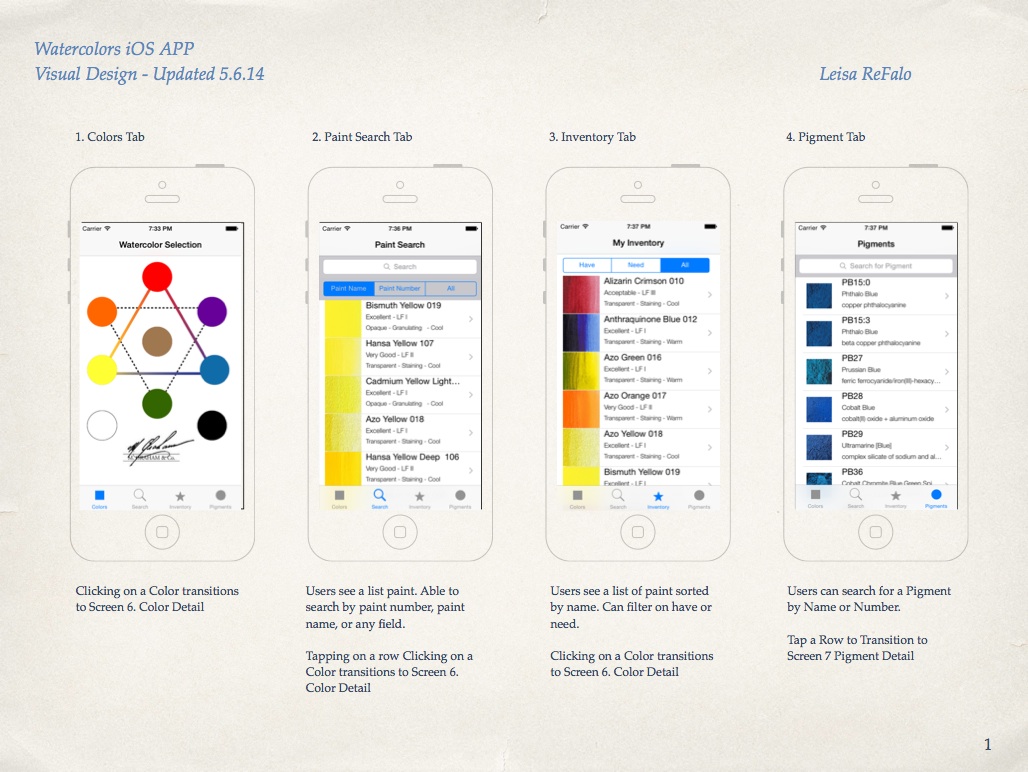 Watercolors iOS APP
Visual Design - Updated 5.6.14
Leisa ReFalo
1. Colors Tab
Carrier 7:33 PM
Watercolor Selection
Colors Search Inventory Pigments
Clicking on a Color transitions
to Screen 6. Color Detail
2. Paint Search Tab
Carrier 7:36 PM
Paint Search
Search
Paint Name Paint Number All
Bismuth Yellow 019
Excellent - LF I
Opaque - Granulating - Cool
Hansa Yellow 107
Very Good - LF II
Transparent - Staining - Cool
Cadmium Yellow Light...
Excellent - LF I
Opaque - Granulating - Cool
Azo Yellow 018
Excellent - LF I
Transparent - Staining - Cool
Hansa Yellow Deep 106
Very Good - LF II
Transparent - Staining - Cool
Colors Search Inventory Pigments
Users see a list paint. Able to
search by paint number, paint
name, or any field.
Tapping on a row Clicking on a
Color transitions to Screen 6.
Color Detail
3. Inventory Tab
Carrier 7:37 PM
My Inventory
Have Need All
Alizarin Crimson 010
Acceptable - LF III
Transparent - Staining - Cool
Anthraquinone Blue 012
Excellent - LF I
Transparent - Staining - Warm
Azo Green 016
Excellent - LF I
Transparent - Staining - Warm
Azo Orange 017
Very Good - LF II
Transparent - Staining - Warm
Azo Yellow 018
Excellent - LF I
Transparent - Staining - Cool
Bismuth Yellow 019
Excellent - LF I
Colors Search Inventory Pigments
Users see a list of paint sorted
by name. Can filter on have or
need.
Clicking on a Color transitions
to Screen 6. Color Detail
4. Pigment Tab
Carrier 7:37 PM
Pigments
Search for Pigment
PB15:0
Phthalo Blue
copper phthalocyanine
PB15:3
Phthalo Blue
beta copper phthalocyanine
PB27
Prussian Blue
ferric ferrocyanide/iron(III)-hexacy...
PB28
Cobalt Blue
cobalt(II) oxide + aluminum oxide
PB29
Ultramarine [Blue]
complex silicate of sodium and al...
PB36
Cobalt Chromite Blue Green Spi
Colors Search Inventory Pigments
Users can search for a Pigment
by Name or Number.
Tap a Row to Transition to
Screen 7 Pigment Detail
1